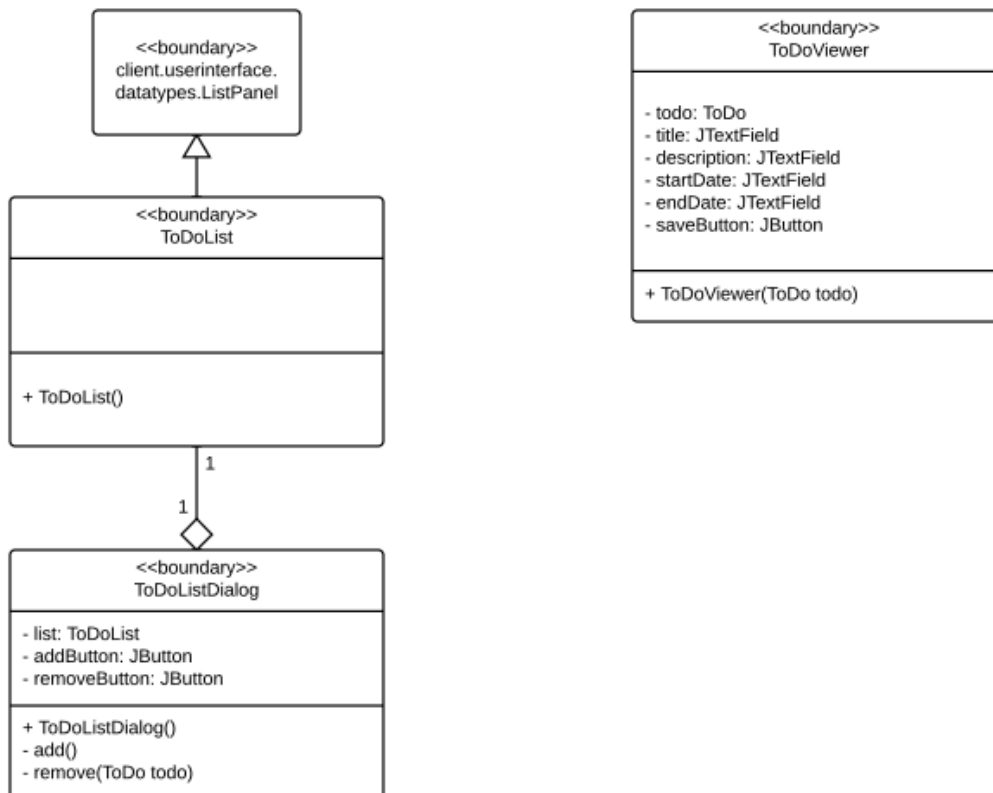 <<boundary>>
client.userinterface.
datatypes.ListPanel
<<boundary>>
ToDoList
+ ToDoList()
1
1
<<boundary>>
ToDoListDialog
- list: ToDoList
- addButton: JButton
- removeButton: JButton
+ ToDoListDialog()
- add()
- remove(ToDo todo)
<<boundary>>
ToDoViewer
- todo: ToDo
- title: JTextField
- description: JTextField
- startDate: JTextField
- endDate: JTextField
- saveButton: JButton
+ ToDoViewer(ToDo todo)